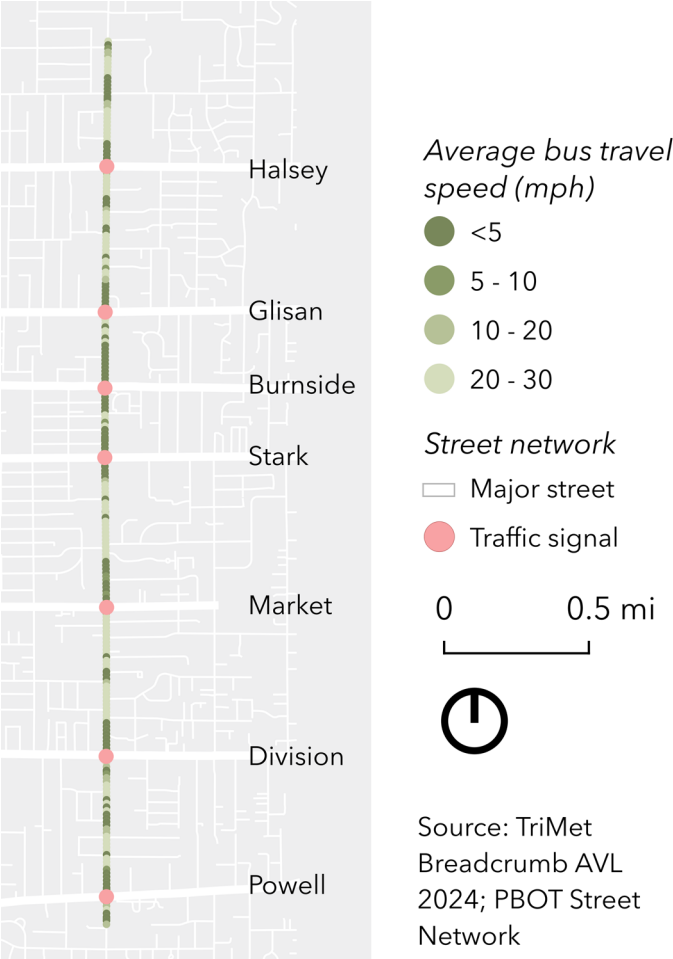 Halsey
Glisan
Burnside
Stark
Market
Division
Powell
Average bus travel
speed (mph)
<5
5 - 10
10 - 20
20 - 30
Street network
Major street
Traffic signal
0 0.5 mi
Source: TriMet
Breadcrumb AVL
2024; PBOT Street
Network